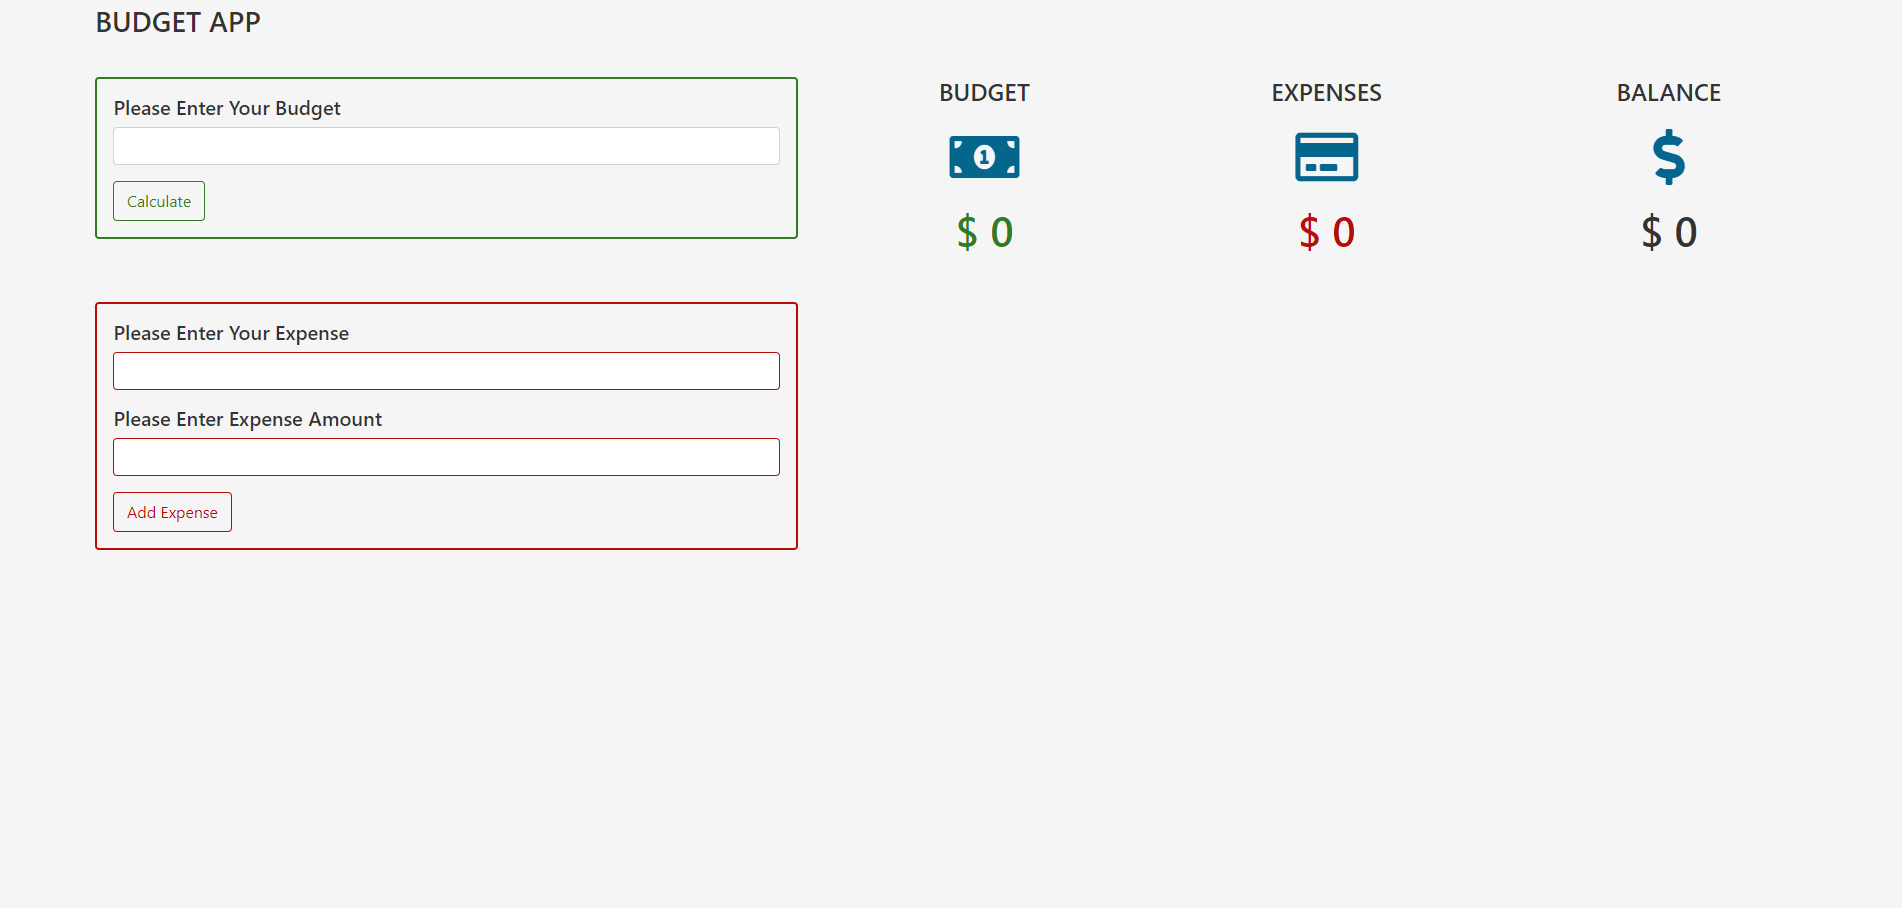 BUDGET APP
Please Enter Your Budget
Calculate
BUDGET
1
$ 0
EXPENSES
$ 0
BALANCE
$
$ 0
Please Enter Your Expense
Please Enter Expense Amount
Add Expense